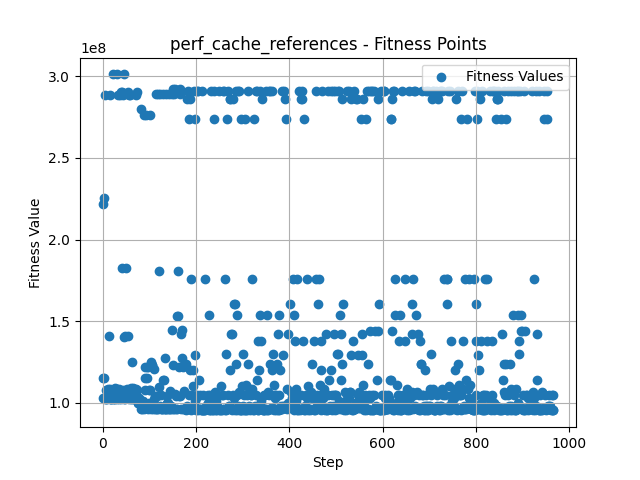 perf_cache_references - Fitness Points
1e8
Fitness Values
3.0
2.5
2.0
1.5
1.0
Fitness Value
0
200
400
600
800
1000
Step